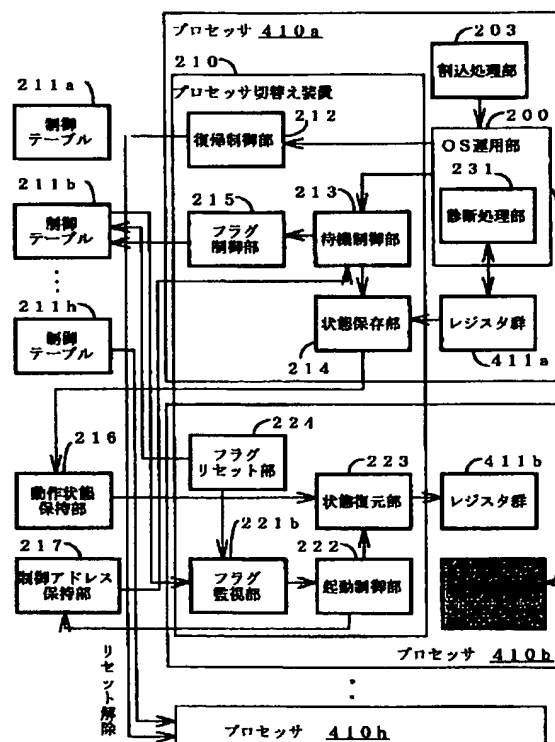 プロセッサ 410a
210
203
割込処理部
211a
制御
テーブル
プロセッサ切替え装置
復帰制御部
212
200
OS運用部
231
診断処理部
211b
制御
テーブル
215
フラグ
制御部
213
待機制御部
211h
制御
テーブル
状態保存部
214
レジスタ群
411a
216
動作状態
保持部
224
フラグ
リセット部
223
状態復元部
411b
レジスタ群
217
制御アドレス
保持部
221b
フラグ
監視部
222
起動制御部
プロセッサ 410b
リセット解除
プロセッサ 410h